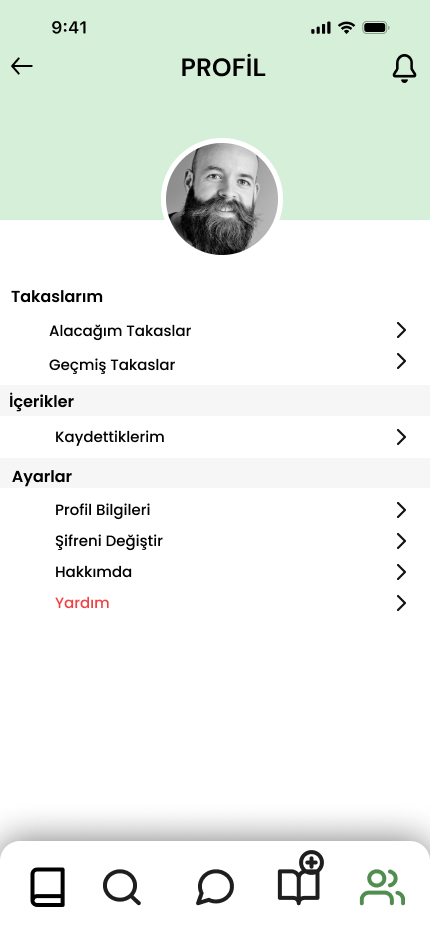 9:41
PROFİL
Takaslarım
Alacağım Takaslar
Geçmiş Takaslar
İçerikler
Kaydettiklerim
Ayarlar
Profil Bilgileri
Şifreni Değiştir
Hakkımda
Yardım